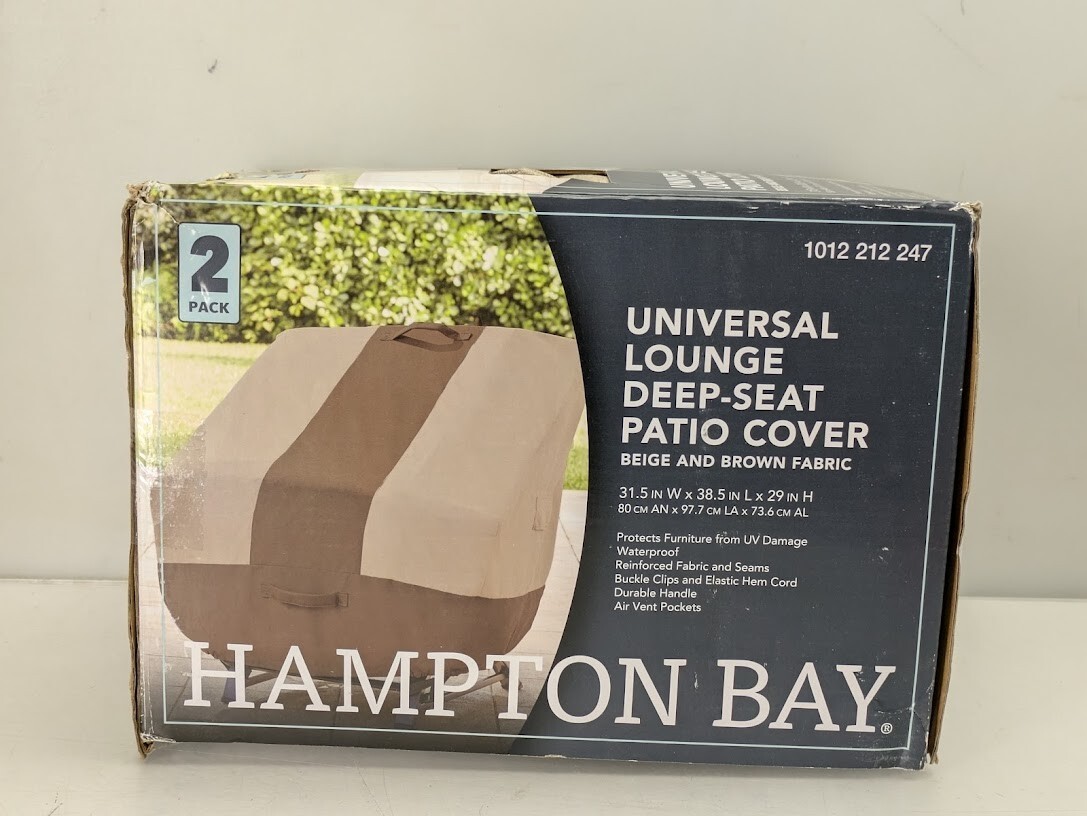 2
PACK
1012 212 247
UNIVERSAL
LOUNGE
DEEP-SEAT
PATIO COVER
BEIGE AND BROWN FABRIC
31.5 IN W x 38.5 IN L x 29 IN H
80 CM AN x 97.7 CM LA x 73.6 CM AL
Protects Furniture from UV Damage
Waterproof
Reinforced Fabric and Seams
Buckle Clips and Elastic Hem Cord
Durable Handle
Air Vent Pockets
HAMPTON BAY®